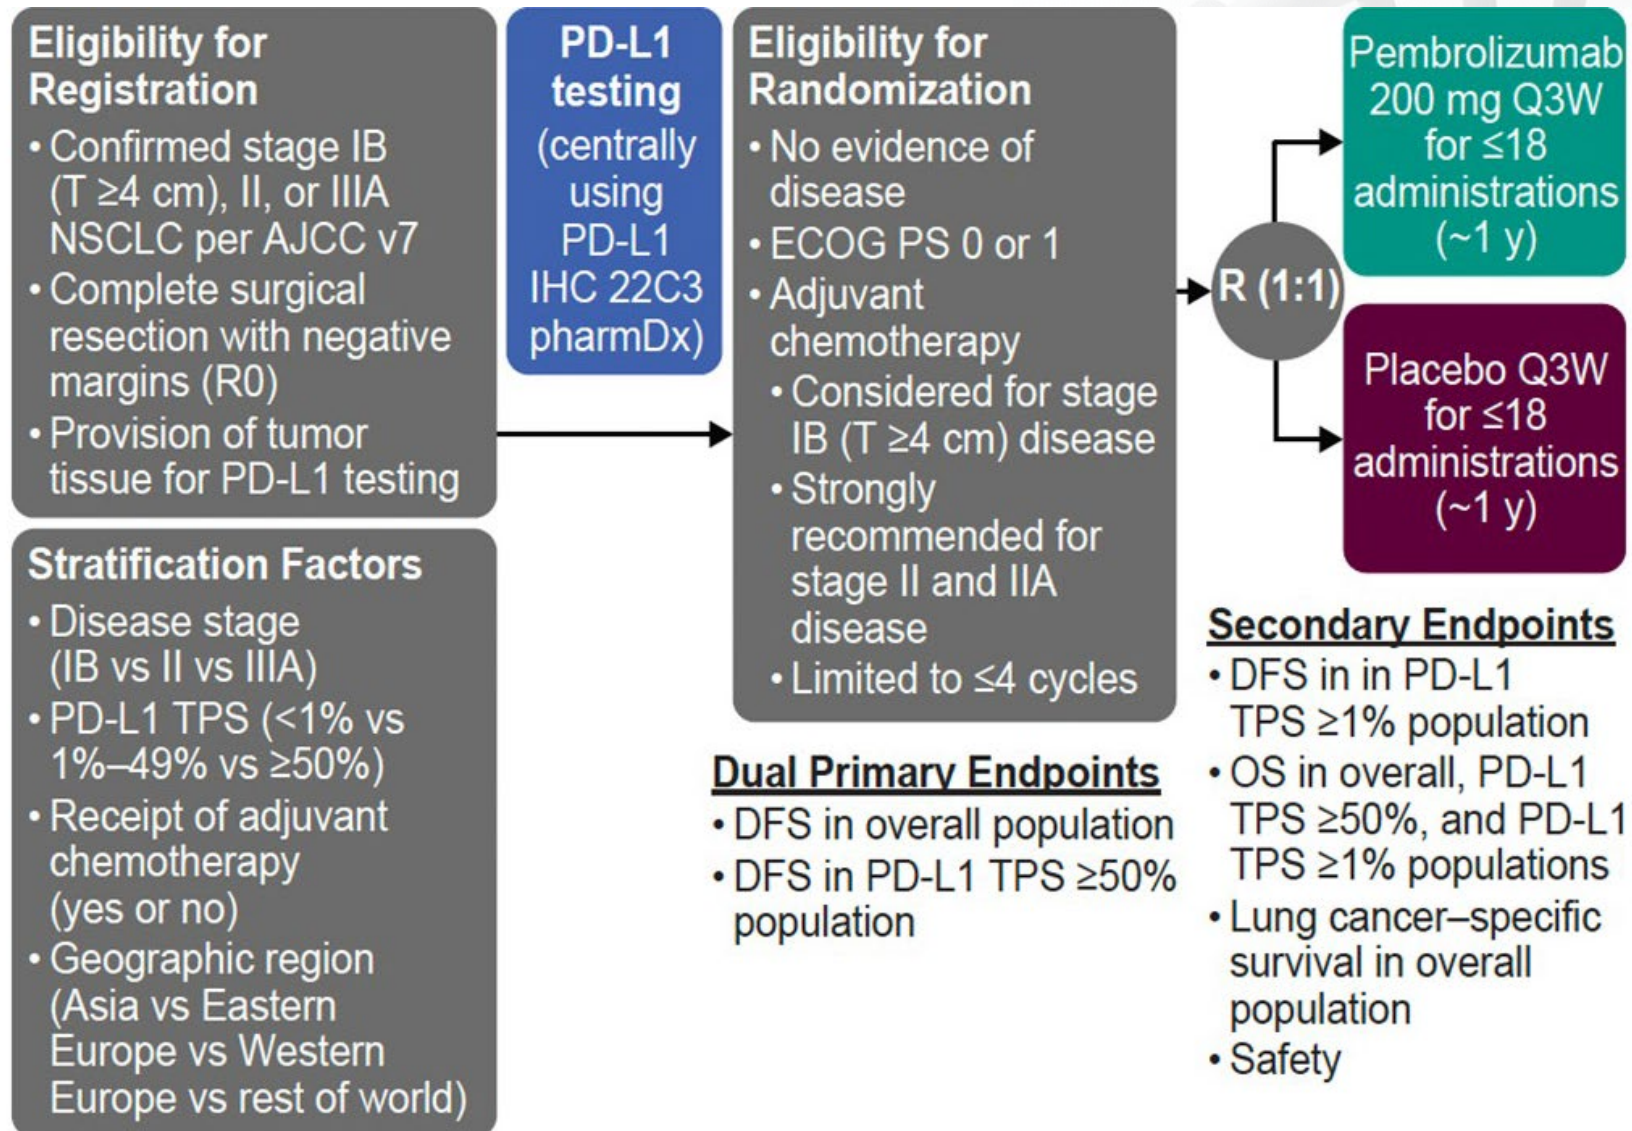 Eligibility for
Registration
• Confirmed stage IB
(T ≥4 cm), II, or IIIA
NSCLC per AJCC v7
• Complete surgical
resection with negative
margins (R0)
• Provision of tumor
tissue for PD-L1 testing
Stratification Factors
• Disease stage
(IB vs II vs IIIA)
• PD-L1 TPS (<1% vs
1%–49% vs ≥50%)
• Receipt of adjuvant
chemotherapy
(yes or no)
• Geographic region
(Asia vs Eastern
Europe vs Western
Europe vs rest of world)
PD-L1
testing
(centrally
using
PD-L1
IHC 22C3
pharmDx)
Eligibility for
Randomization
• No evidence of
disease
• ECOG PS 0 or 1
• Adjuvant
chemotherapy
• Considered for stage
IB (T ≥4 cm) disease
• Strongly
recommended for
stage II and IIA
disease
• Limited to ≤4 cycles
Dual Primary Endpoints
• DFS in overall population
• DFS in PD-L1 TPS ≥50%
population
R (1:1)
Pembrolizumab
200 mg Q3W
for ≤18
administrations
(~1 y)
Placebo Q3W
for ≤18
administrations
(~1 y)
Secondary Endpoints
• DFS in in PD-L1
TPS ≥1% population
• OS in overall, PD-L1
TPS ≥50%, and PD-L1
TPS ≥1% populations
• Lung cancer–specific
survival in overall
population
• Safety